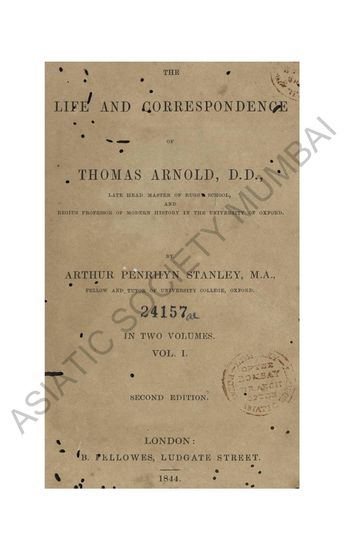 THE
LIFE AND CORRESPONDENCE
OF
THOMAS ARNOLD, D.D.,
LATE HEAD MASTER OF RUGBY SCHOOL,
AND
REGIUS PROFESSOR OF MODERN HISTORY IN THE UNIVERSITY OF OXFORD.
BY
ARTHUR PENRHYN STANLEY, M.A.,
FELLOW AND TUTOR OF UNIVERSITY COLLEGE, OXFORD.
24157
IN TWO VOLUMES.
VOL. I.
BOMBAY
BRANCH
SECOND EDITION.
LONDON:
B. FELLOWES, LUDGATE STREET.
1844.
ASIATIC SOCIETY MUMBAI